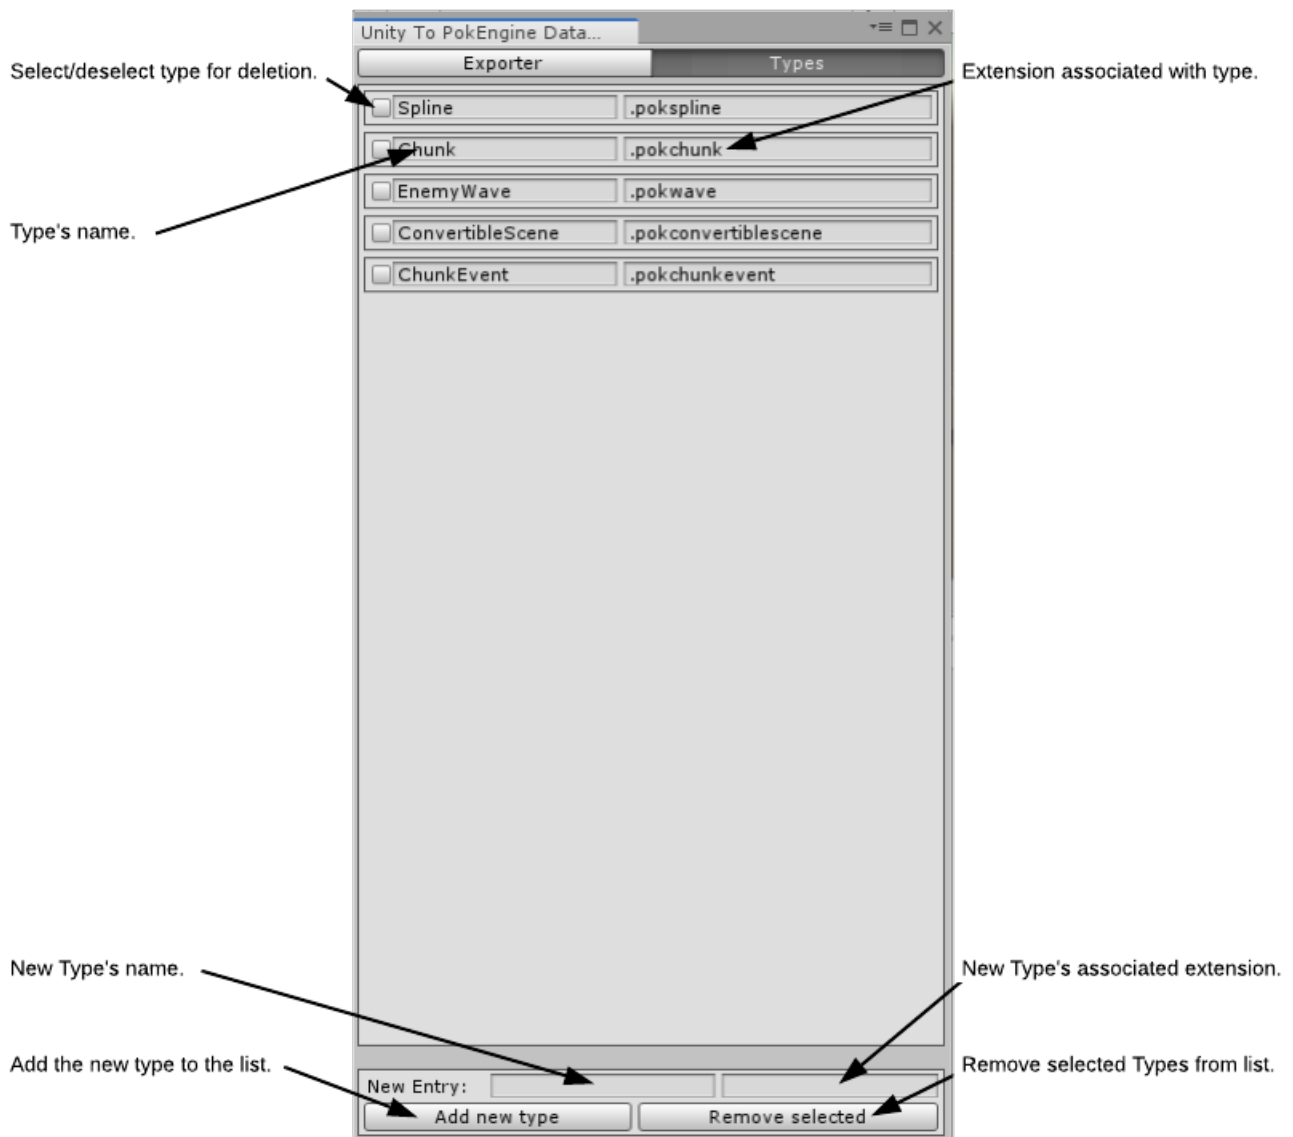 Unity To PokEngine Data...
Exporter
Types
Select/deselect type for deletion.
Extension associated with type.
Spline
.pokspline
Chunk
.pokchunk
EnemyWave
.pokwave
Type's name.
ConvertibleScene
.pokconvertiblescene
ChunkEvent
.pokchunkevent
New Type's name.
New Type's associated extension.
Add the new type to the list.
Remove selected Types from list.
New Entry:
Add new type
Remove selected